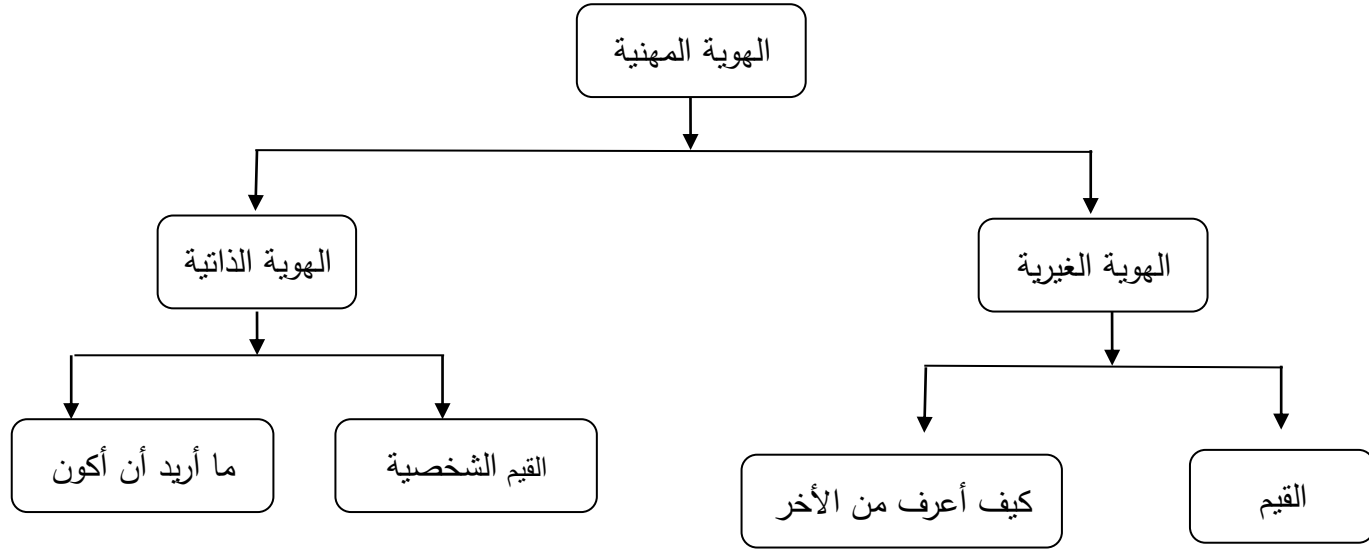 الهوية المهنية
الهوية الغيرية
الهوية الذاتية
القيم
كيف أعرف من الأخر
القيم الشخصية
ما أريد أن أكون